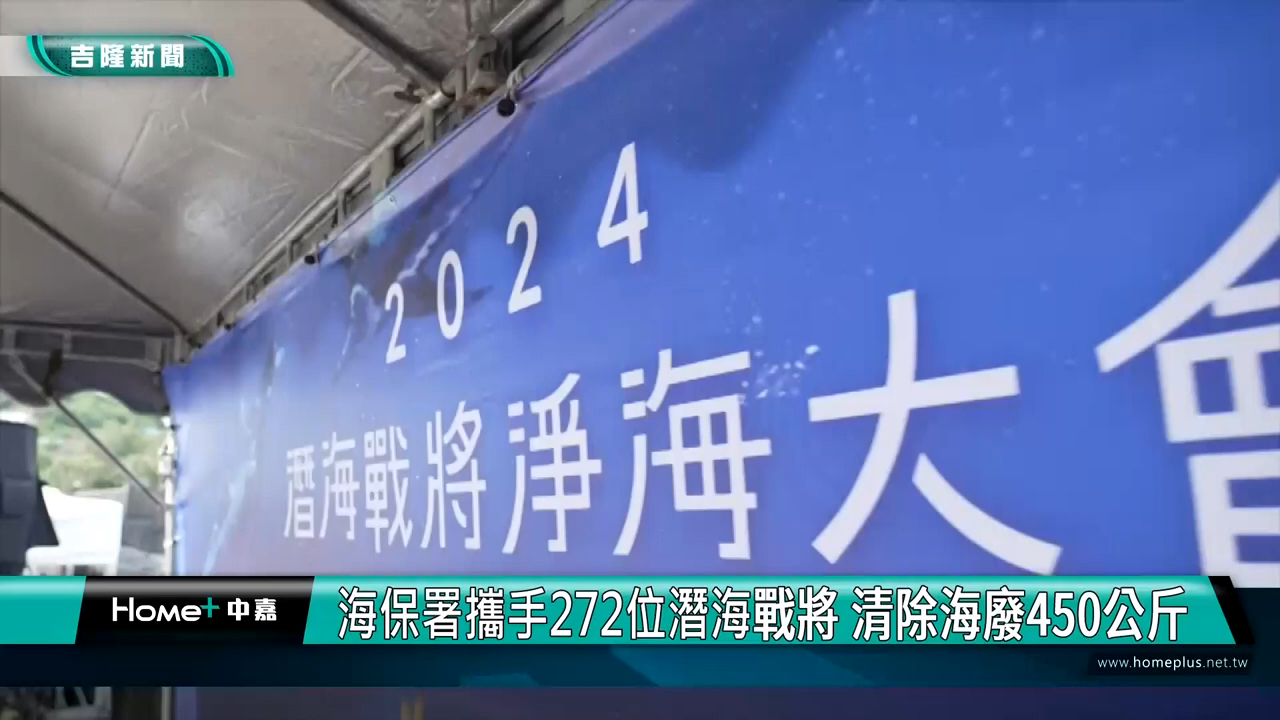 吉隆新聞
2024
潛海戰將淨海大會
Home+中嘉
海保署攜手272位潛海戰將 清除海廢450公斤
www.homeplus.net.tw